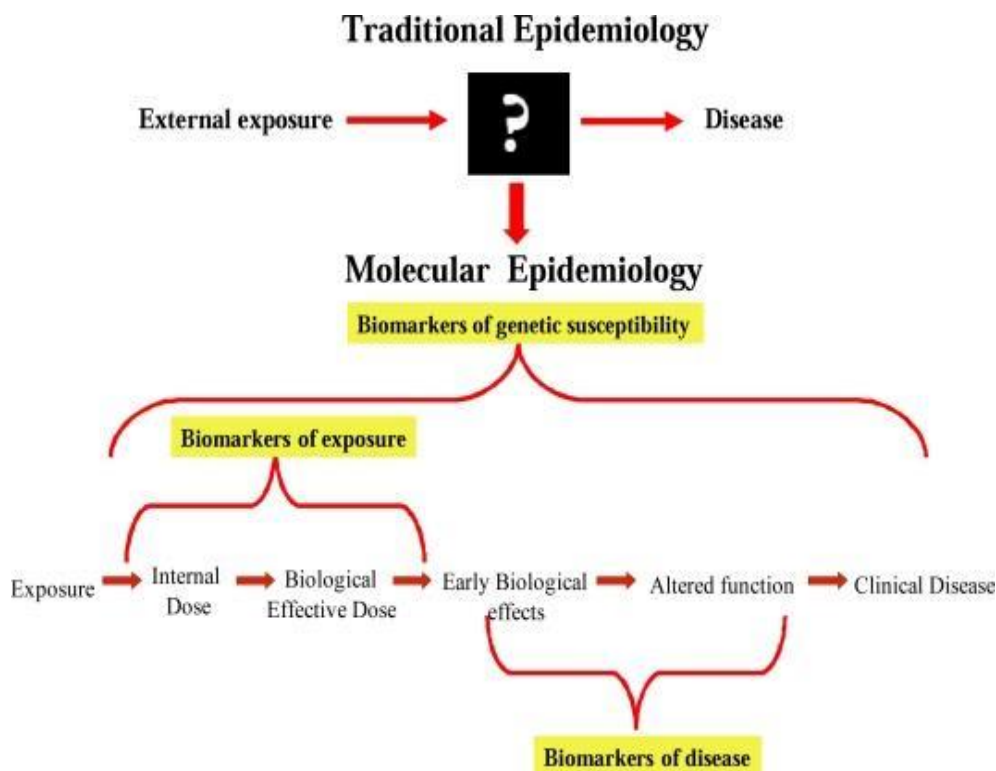 Traditional Epidemiology
External exposure
?
Disease
Molecular Epidemiology
Biomarkers of genetic susceptibility
Biomarkers of exposure
Exposure
Internal
Dose
Biological
Effective Dose
Early Biological
effects
Altered function
Clinical Disease
Biomarkers of disease